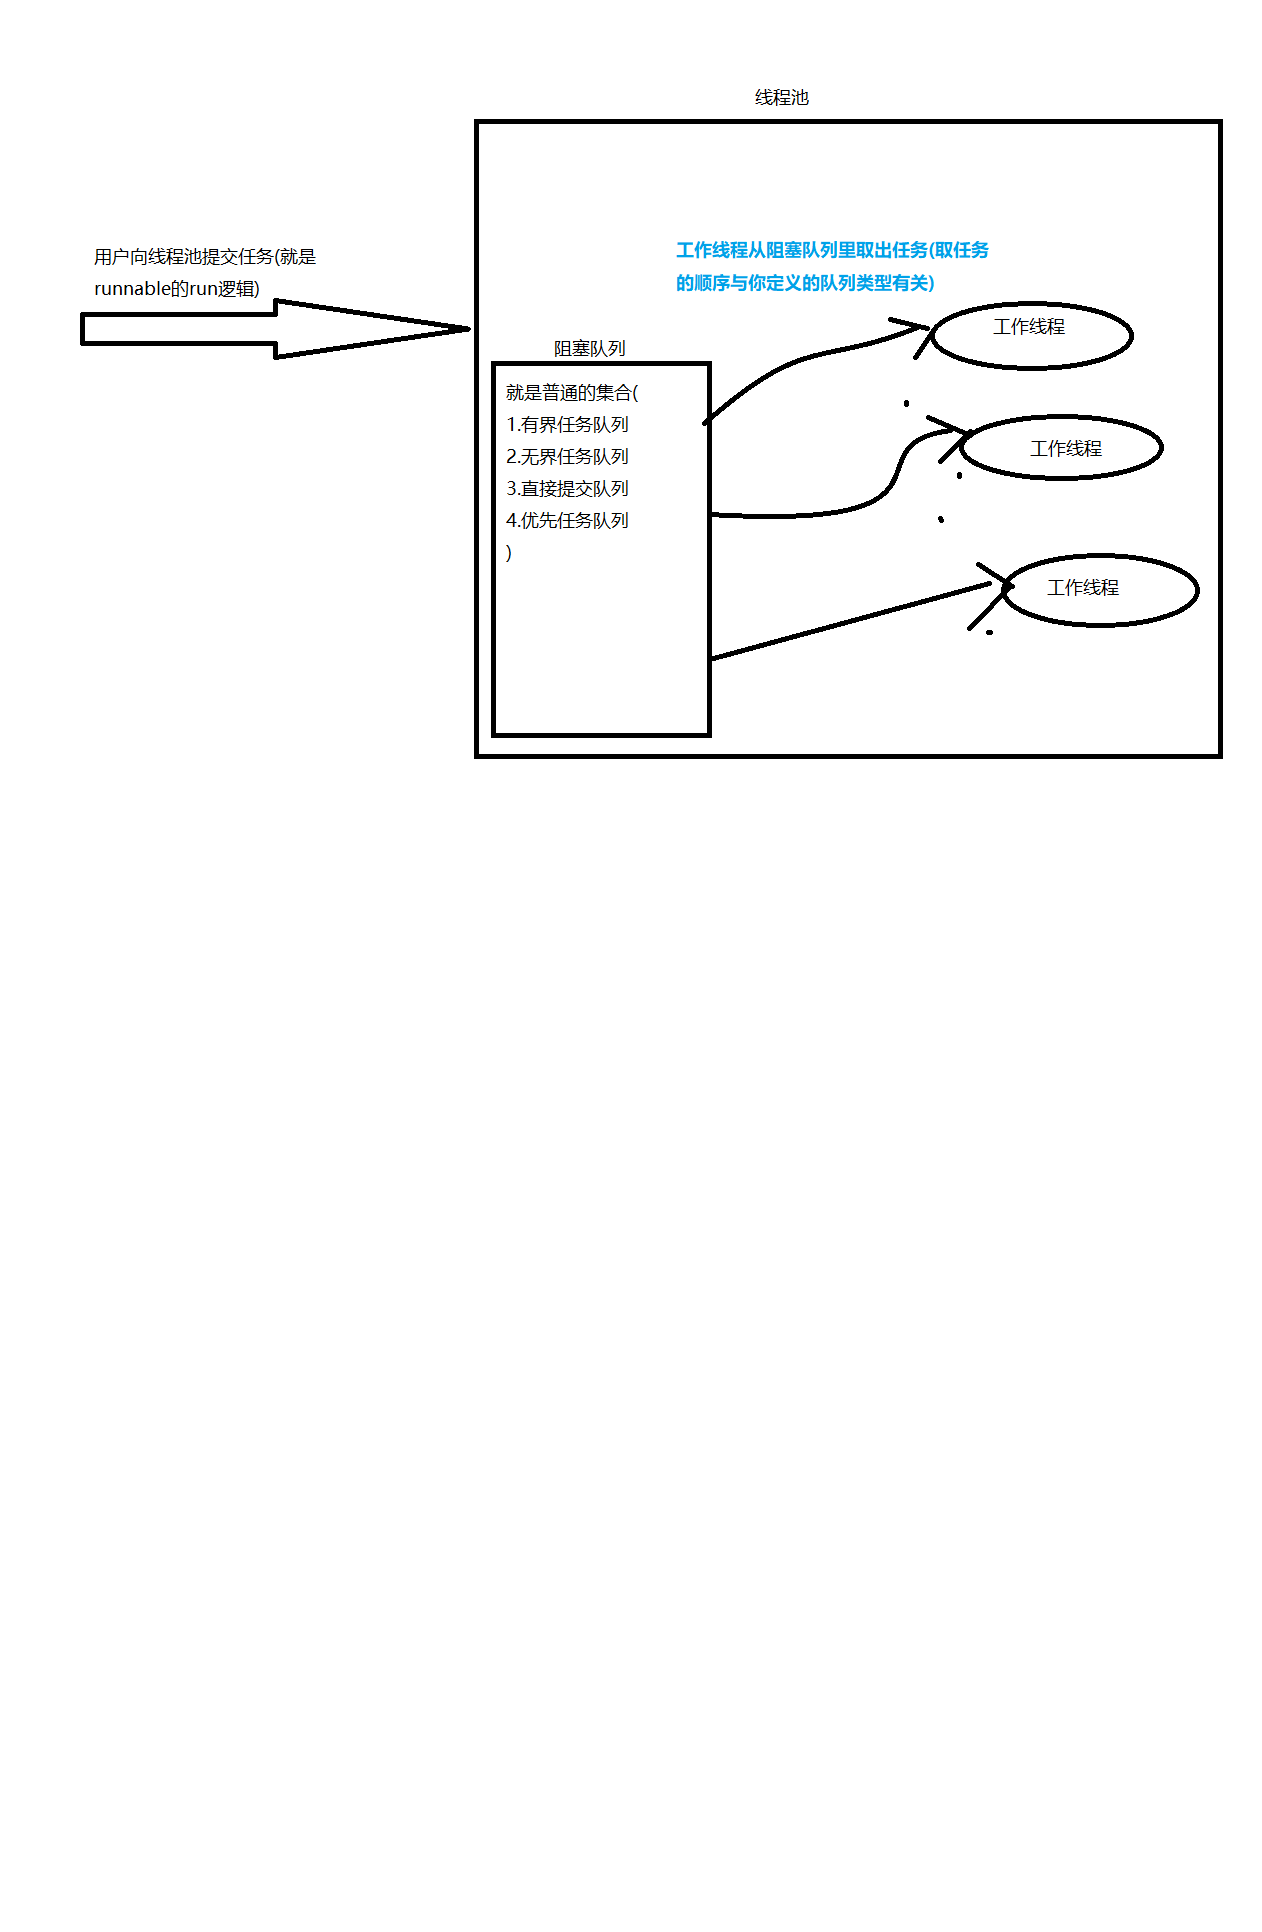 线程池
用户向线程池提交任务(就是
runnable的run逻辑)
工作线程从阻塞队列里取出任务(取任务
的顺序与你定义的队列类型有关)
工作线程
阻塞队列
就是普通的集合(
1.有界任务队列
2.无界任务队列
3.直接提交队列
4.优先任务队列
)
工作线程
工作线程